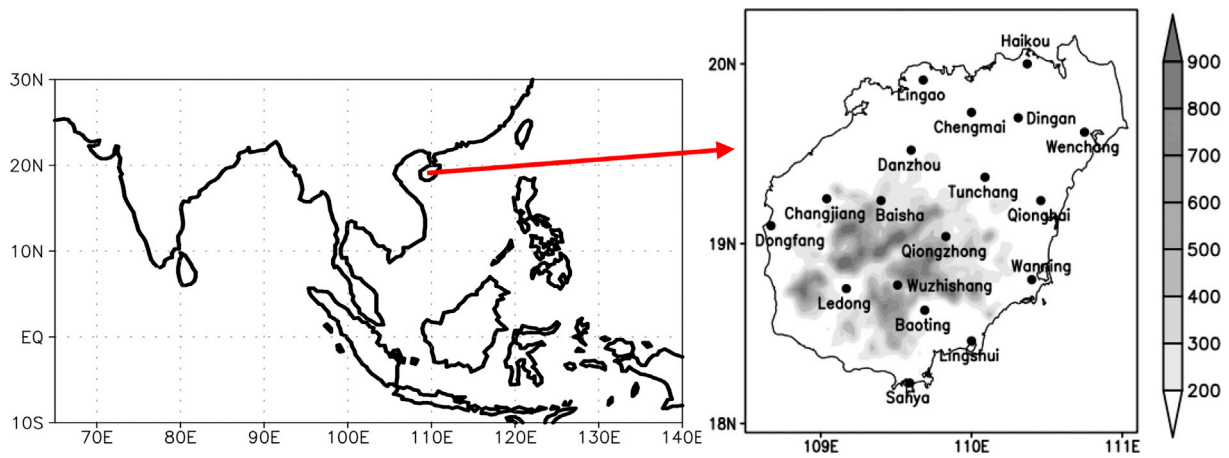 30N
20N
10N
EQ
10S
70E 80E 90E 100E 110E 120E 130E 140E
20N
19N
18N
109E 110E 111E
Haikou
Lingao
Chengmai
Dingan
Wenchang
Danzhou
Tunchang
Changjiang
Baisha
Qionghai
Dongfang
Qiongzhong
Wanning
Ledong
Wuzhishang
Baoting
Lingshui
Sanya
900
800
700
600
500
400
300
200